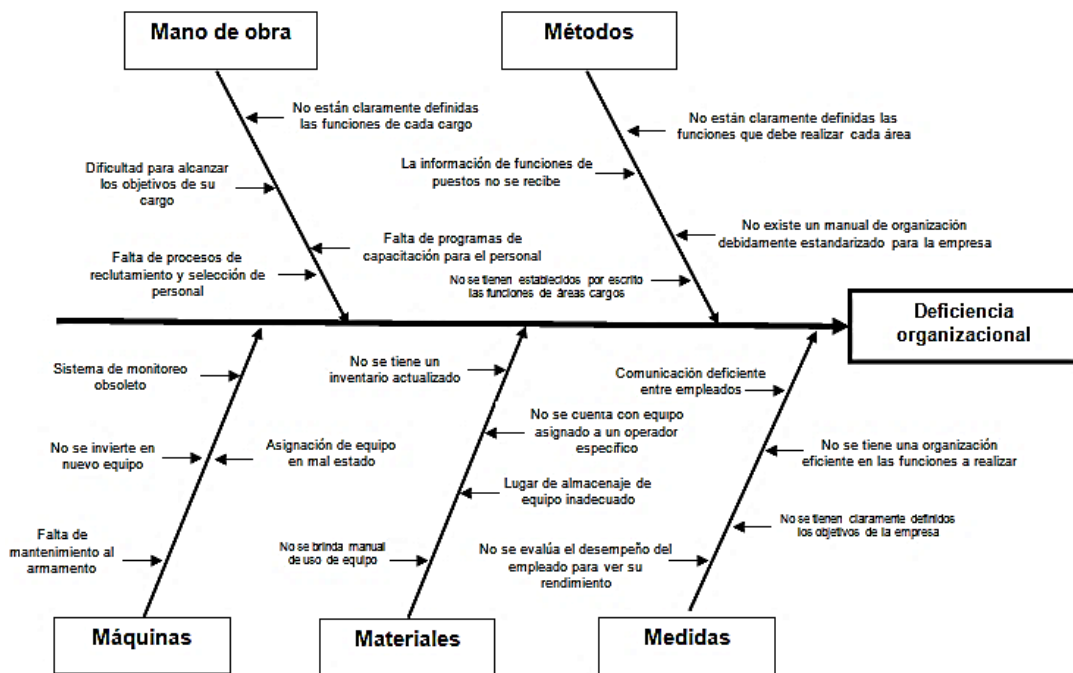 Mano de obra
Métodos
No están claramente definidas
las funciones de cada cargo
Dificultad para alcanzar
los objetivos de su
cargo
Falta de programas de
capacitación para el personal
Falta de procesos de
reclutamiento y selección de
personal
No están claramente definidas las
funciones que debe realizar cada área
La información de funciones de
puestos no se recibe
No existe un manual de organización
debidamente estandarizado para la empresa
No se tienen establecidos por escrito
las funciones de áreas cargos
Deficiencia
organizacional
Sistema de monitoreo
obsoleto
No se invierte en
nuevo equipo
Asignación de equipo
en mal estado
Falta de
mantenimiento al
armamento
No se tiene un
inventario actualizado
No se cuenta con equipo
asignado a un operador
específico
Lugar de almacenaje de
equipo inadecuado
No se brinda manual
de uso de equipo
Comunicación deficiente
entre empleados
No se tiene una organización
eficiente en las funciones a realizar
No se tienen claramente definidos
los objetivos de la empresa
No se evalúa el desempeño del
empleado para ver su
rendimiento
Máquinas
Materiales
Medidas